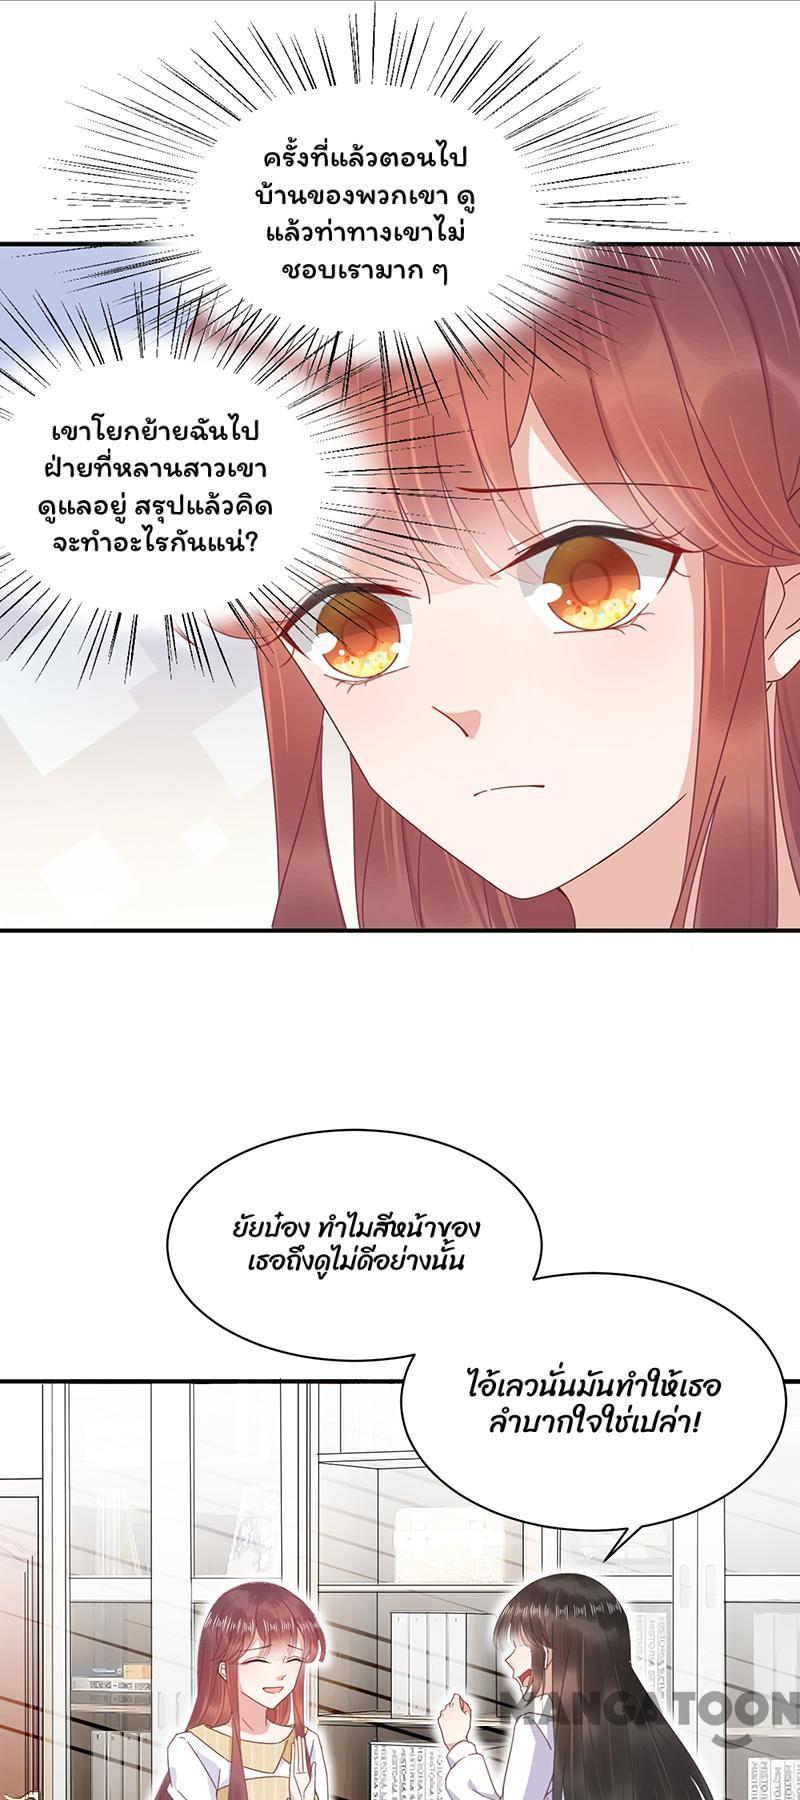 ครั้งที่แล้วตอนไป
บ้านของพวกเขา ดู
แล้วท่าทางเขาไม่
ชอบเรามาก ๆ
เขาโยกย้ายฉันไป
ฝ่ายที่หลานสาวเขา
ดูแลอยู่ สรุปแล้วคิด
จะทำอะไรกันแน่?
ยัยบ๋อง ทำไมสีหน้าของ
เธอถึงดูไม่ดีอย่างนั้น
ไอ้เลวนั่นมันทำให้เธอ
ลำบากใจใช่เปล่า!
MANGATOON